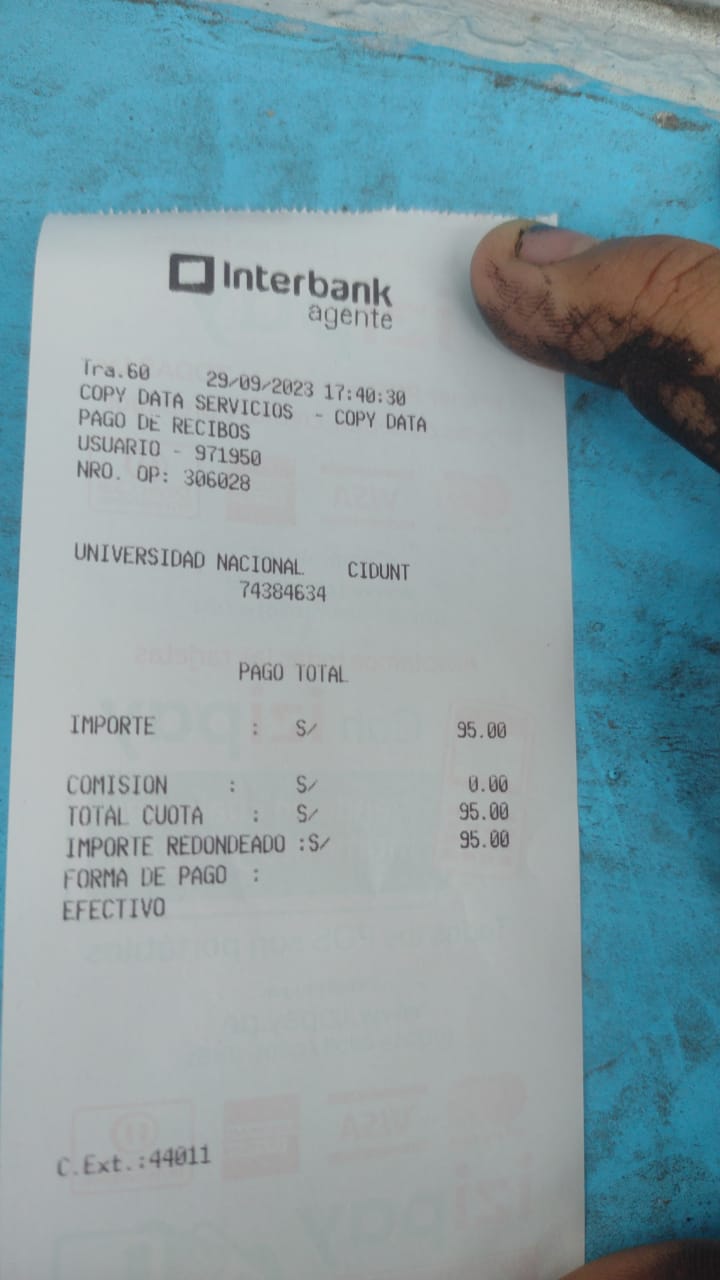 Interbank
agente
Tra.60 29/09/2023 17:40:30
COPY DATA SERVICIOS - COPY DATA
PAGO DE RECIBOS
USUARIO - 971950
NRO. OP: 306028
UNIVERSIDAD NACIONAL CIDUNT
74384634
PAGO TOTAL
IMPORTE : S/ 95.00
COMISION : S/ 0.00
TOTAL CUOTA : S/ 95.00
IMPORTE REDONDEADO :S/ 95.00
FORMA DE PAGO :
EFECTIVO
C.Ext.:44011